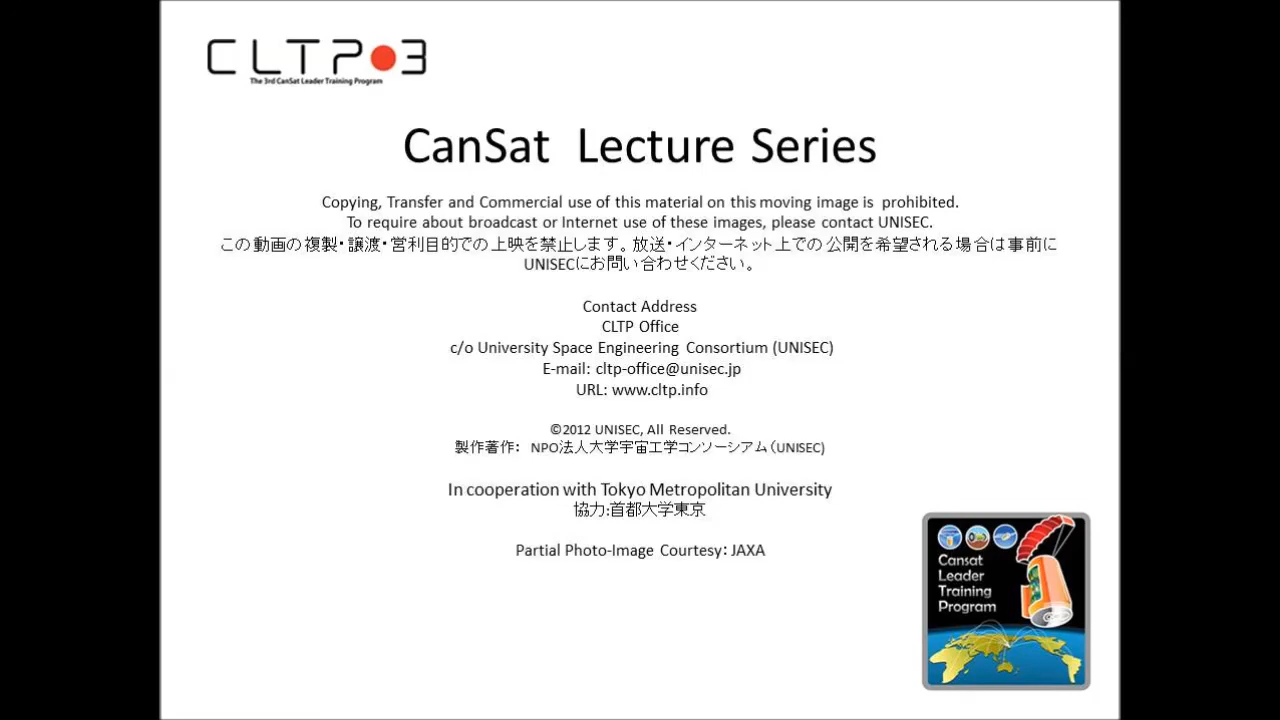 CLTP●3
The 3rd CanSat Leader Training Program
CanSat Lecture Series
Copying, Transfer and Commercial use of this material on this moving image is prohibited.
To require about broadcast or Internet use of these images, please contact UNISEC.
この動画の複製・譲渡・営利目的での上映を禁止します。放送・インターネット上での公開を希望される場合は事前に
UNISECにお問い合わせください。
Contact Address
CLTP Office
c/o University Space Engineering Consortium (UNISEC)
E-mail: cltp-office@unisec.jp
URL: www.cltp.info
©2012 UNISEC, All Reserved.
製作著作： NPO法人大学宇宙工学コンソーシアム（UNISEC)
In cooperation with Tokyo Metropolitan University
協力:首都大学東京
Partial Photo-Image Courtesy：JAXA
Cansat
Leader
Training
Program